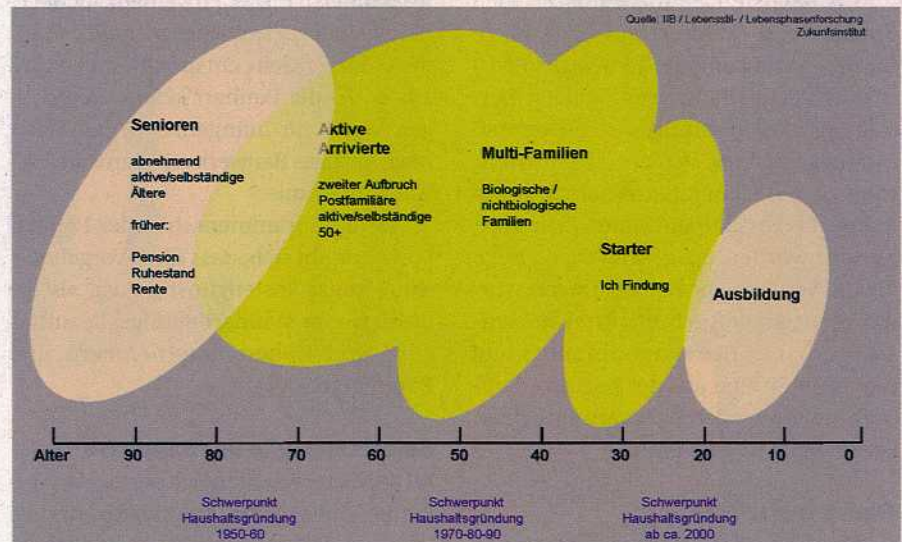 Quelle: IIB / Lebensstil- / Lebensphasenforschung
Zukunfsinstitut
Senioren
abnehmend
aktive/selbständige
Ältere
früher:
Pension
Ruhestand
Rente
Aktive
Arrivierte
zweiter Aufbruch
Postfamiliäre
aktive/selbständige
50+
Multi-Familien
Biologische /
nichtbiologische
Familien
Starter
Ich Findung
Ausbildung
Alter 90 80 70 60 50 40 30 20 10 0
Schwerpunkt
Haushaltsgründung
1950-60
Schwerpunkt
Haushaltsgründung
1970-80-90
Schwerpunkt
Haushaltsgründung
ab ca. 2000